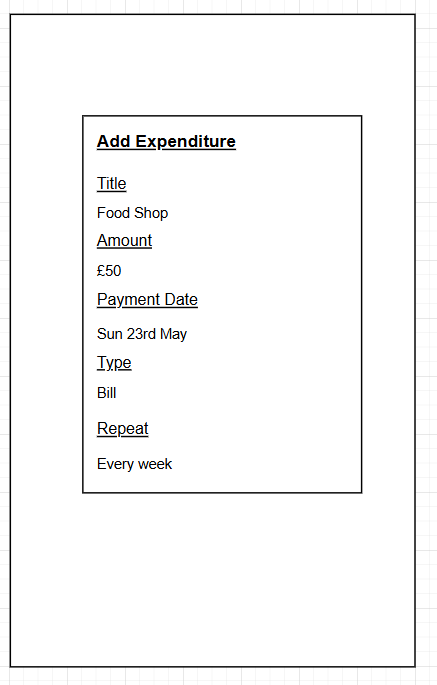 Add Expenditure
Title
Food Shop
Amount
£50
Payment Date
Sun 23rd May
Type
Bill
Repeat
Every week